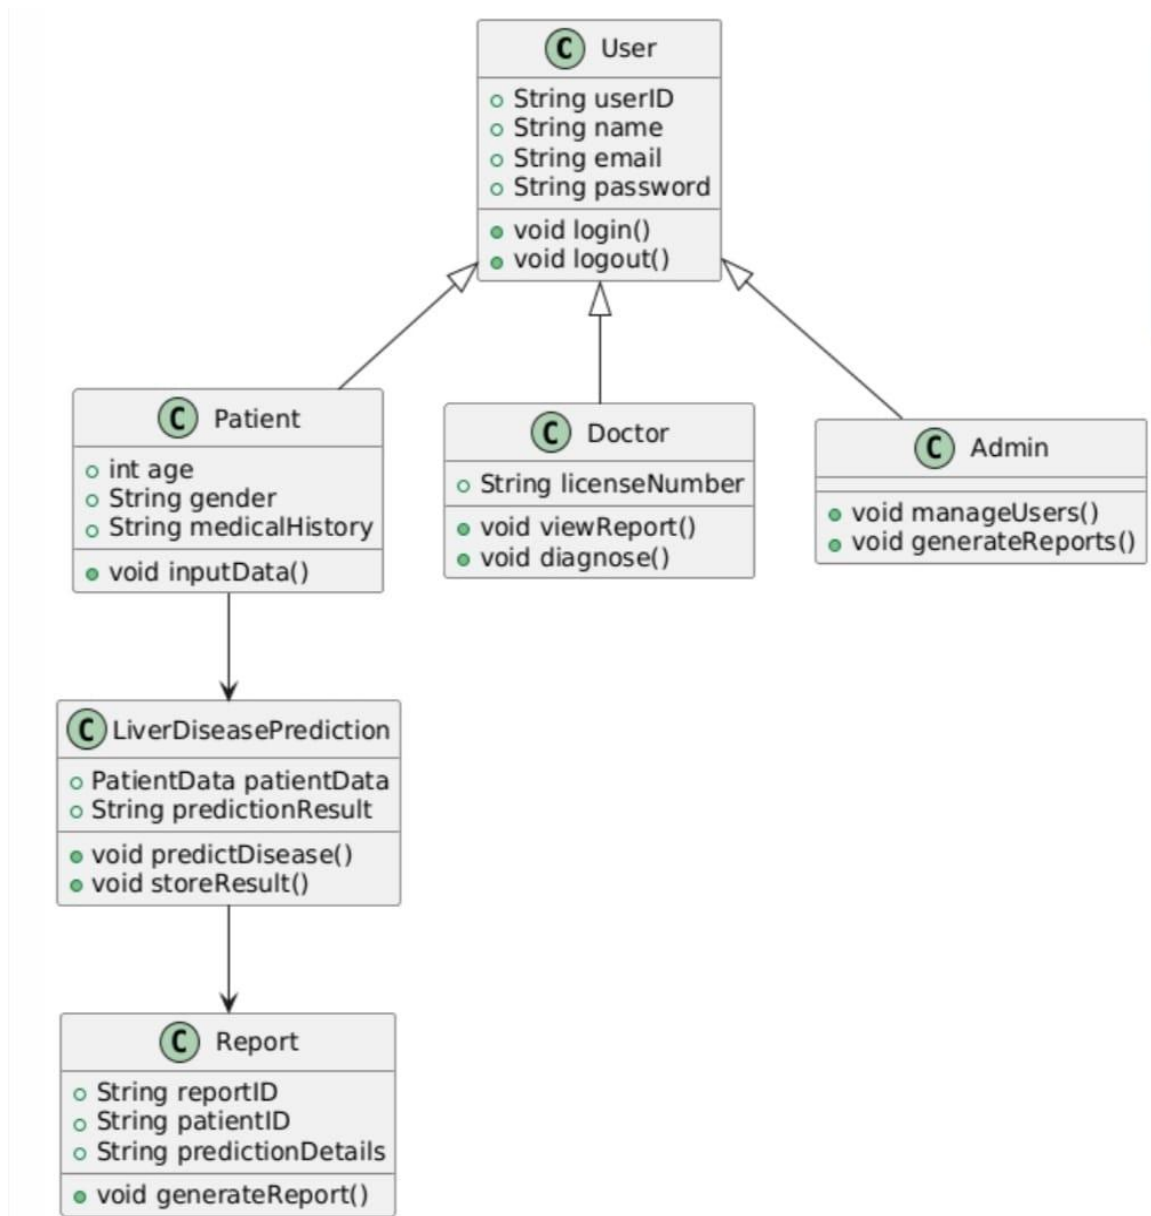 C User
String userID
String name
String email
String password
void login()
void logout()
C Patient
int age
String gender
String medicalHistory
void inputData()
C Doctor
String licenseNumber
void viewReport()
void diagnose()
C Admin
void manageUsers()
void generateReports()
C LiverDiseasePrediction
PatientData patientData
String predictionResult
void predictDisease()
void storeResult()
C Report
String reportID
String patientID
String predictionDetails
void generateReport()